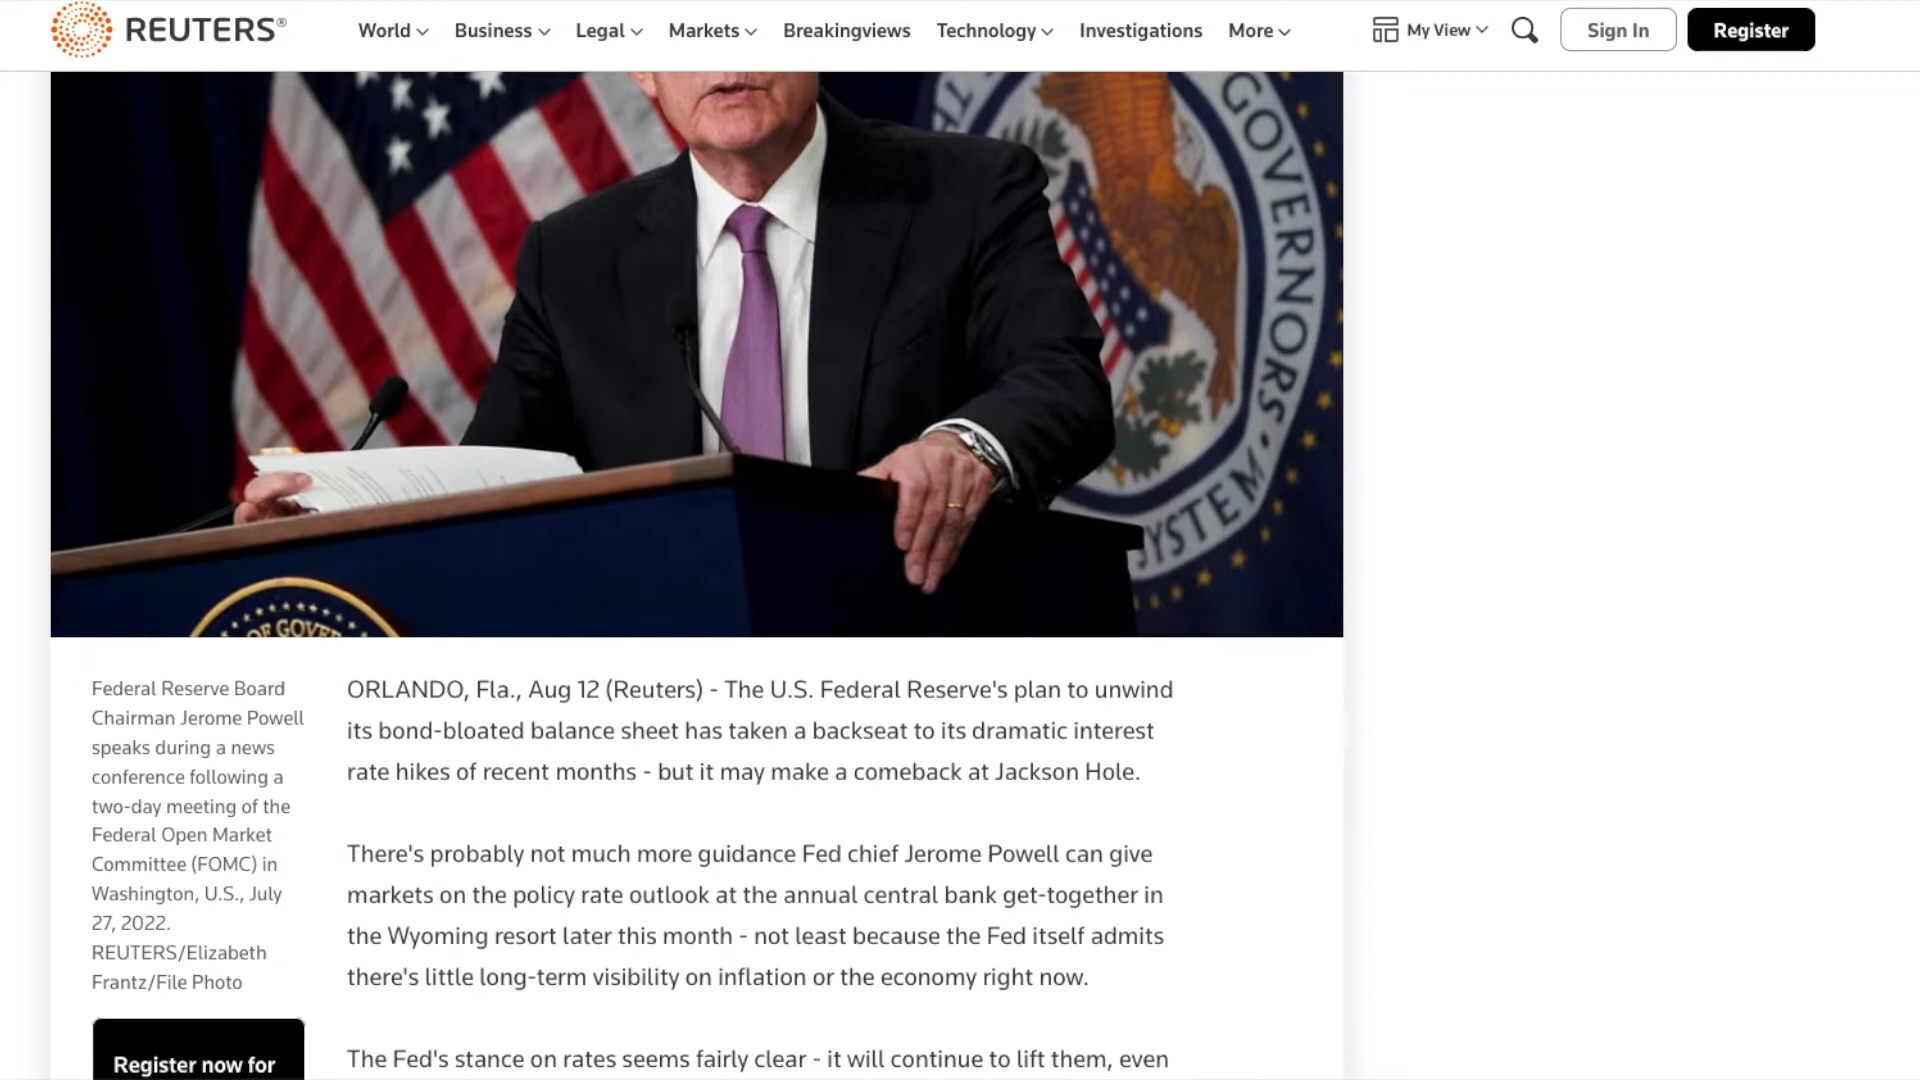 REUTERS®
World
Business
Legal
Markets
Breakingviews
Technology
Investigations
More
My View
Sign In
Register
GOVERNORS
SYSTEM
OF GOVER
Federal Reserve Board
Chairman Jerome Powell
speaks during a news
conference following a
two-day meeting of the
Federal Open Market
Committee (FOMC) in
Washington, U.S., July
27, 2022.
REUTERS/Elizabeth
Frantz/File Photo
Register now for
ORLANDO, Fla., Aug 12 (Reuters) - The U.S. Federal Reserve's plan to unwind
its bond-bloated balance sheet has taken a backseat to its dramatic interest
rate hikes of recent months - but it may make a comeback at Jackson Hole.
There's probably not much more guidance Fed chief Jerome Powell can give
markets on the policy rate outlook at the annual central bank get-together in
the Wyoming resort later this month - not least because the Fed itself admits
there's little long-term visibility on inflation or the economy right now.
The Fed's stance on rates seems fairly clear - it will continue to lift them, even